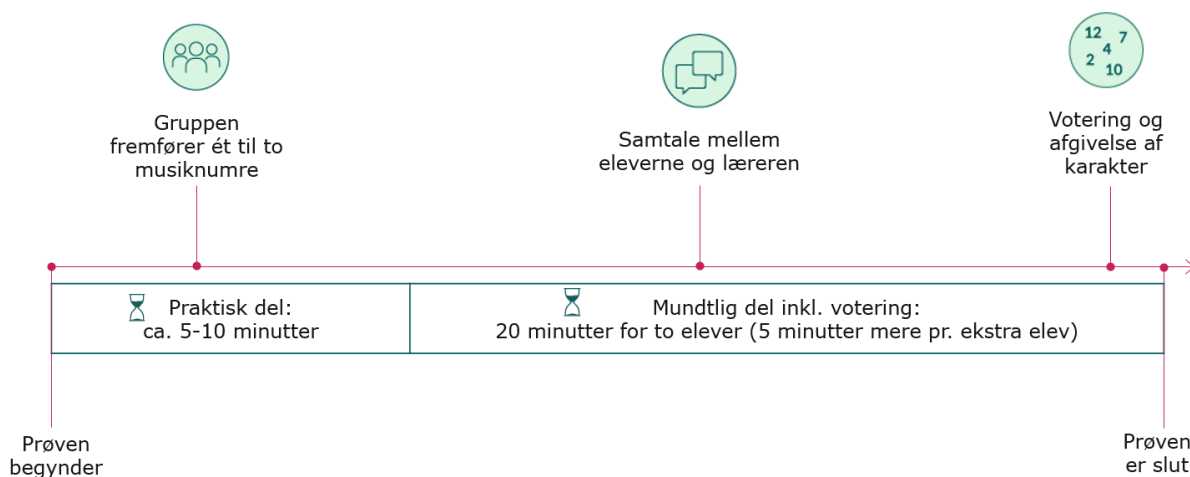 12
7
4
2
10
Gruppen
fremfører ét til to
musiknumre
Samtale mellem
eleverne og læreren
Votering og
afgivelse af
karakter
Praktisk del:
ca. 5-10 minutter
Mundtlig del inkl. votering:
20 minutter for to elever (5 minutter mere pr. ekstra elev)
Prøven
begynder
Prøven
er slut